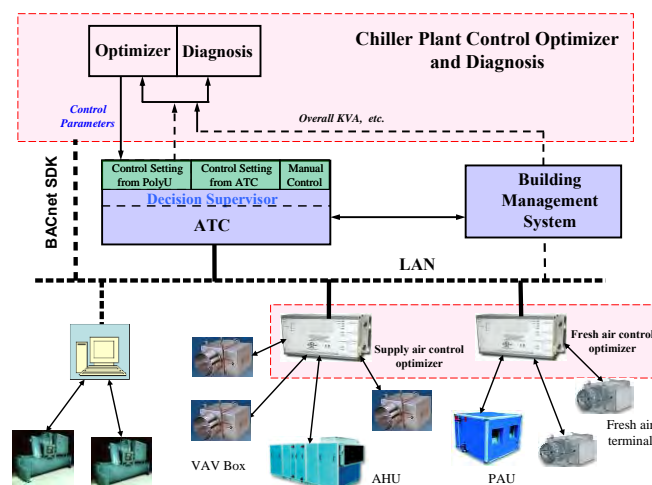 Chiller Plant Control Optimizer
and Diagnosis
Optimizer
Diagnosis
Control
Parameters
Overall KVA, etc.
BACnet SDK
Control Setting
from PolyU
Control Setting
from ATC
Manual
Control
Decision Supervisor
ATC
Building
Management
System
LAN
Supply air control
optimizer
Fresh air control
optimizer
VAV Box
AHU
PAU
Fresh air
terminal